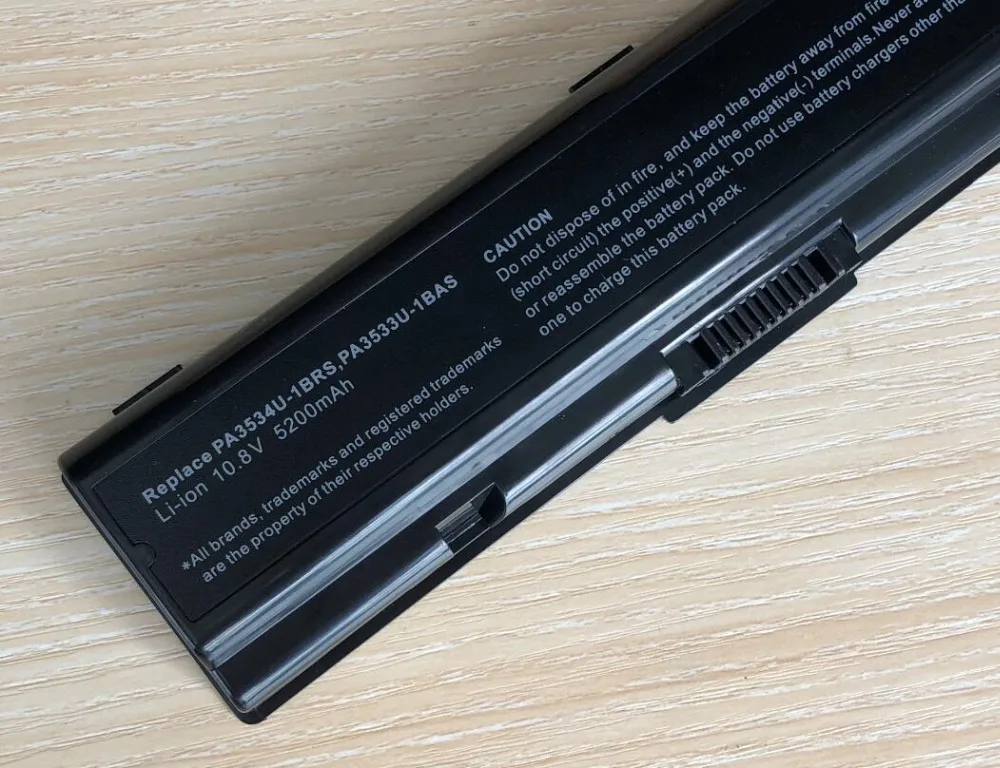 Replace PA3534U-1BRS,PA3533U-1BAS
Li-ion 10.8V 5200mAh
*All brands, trademarks and registered trademarks
are the property of their respective holders.
CAUTION
Do not dispose of in fire, and keep the battery away from fire
(short circuit) the positive(+) and the negative(-) terminals.Never
or reassemble the battery pack. Do not use battery chargers other than
one to charge this battery pack.